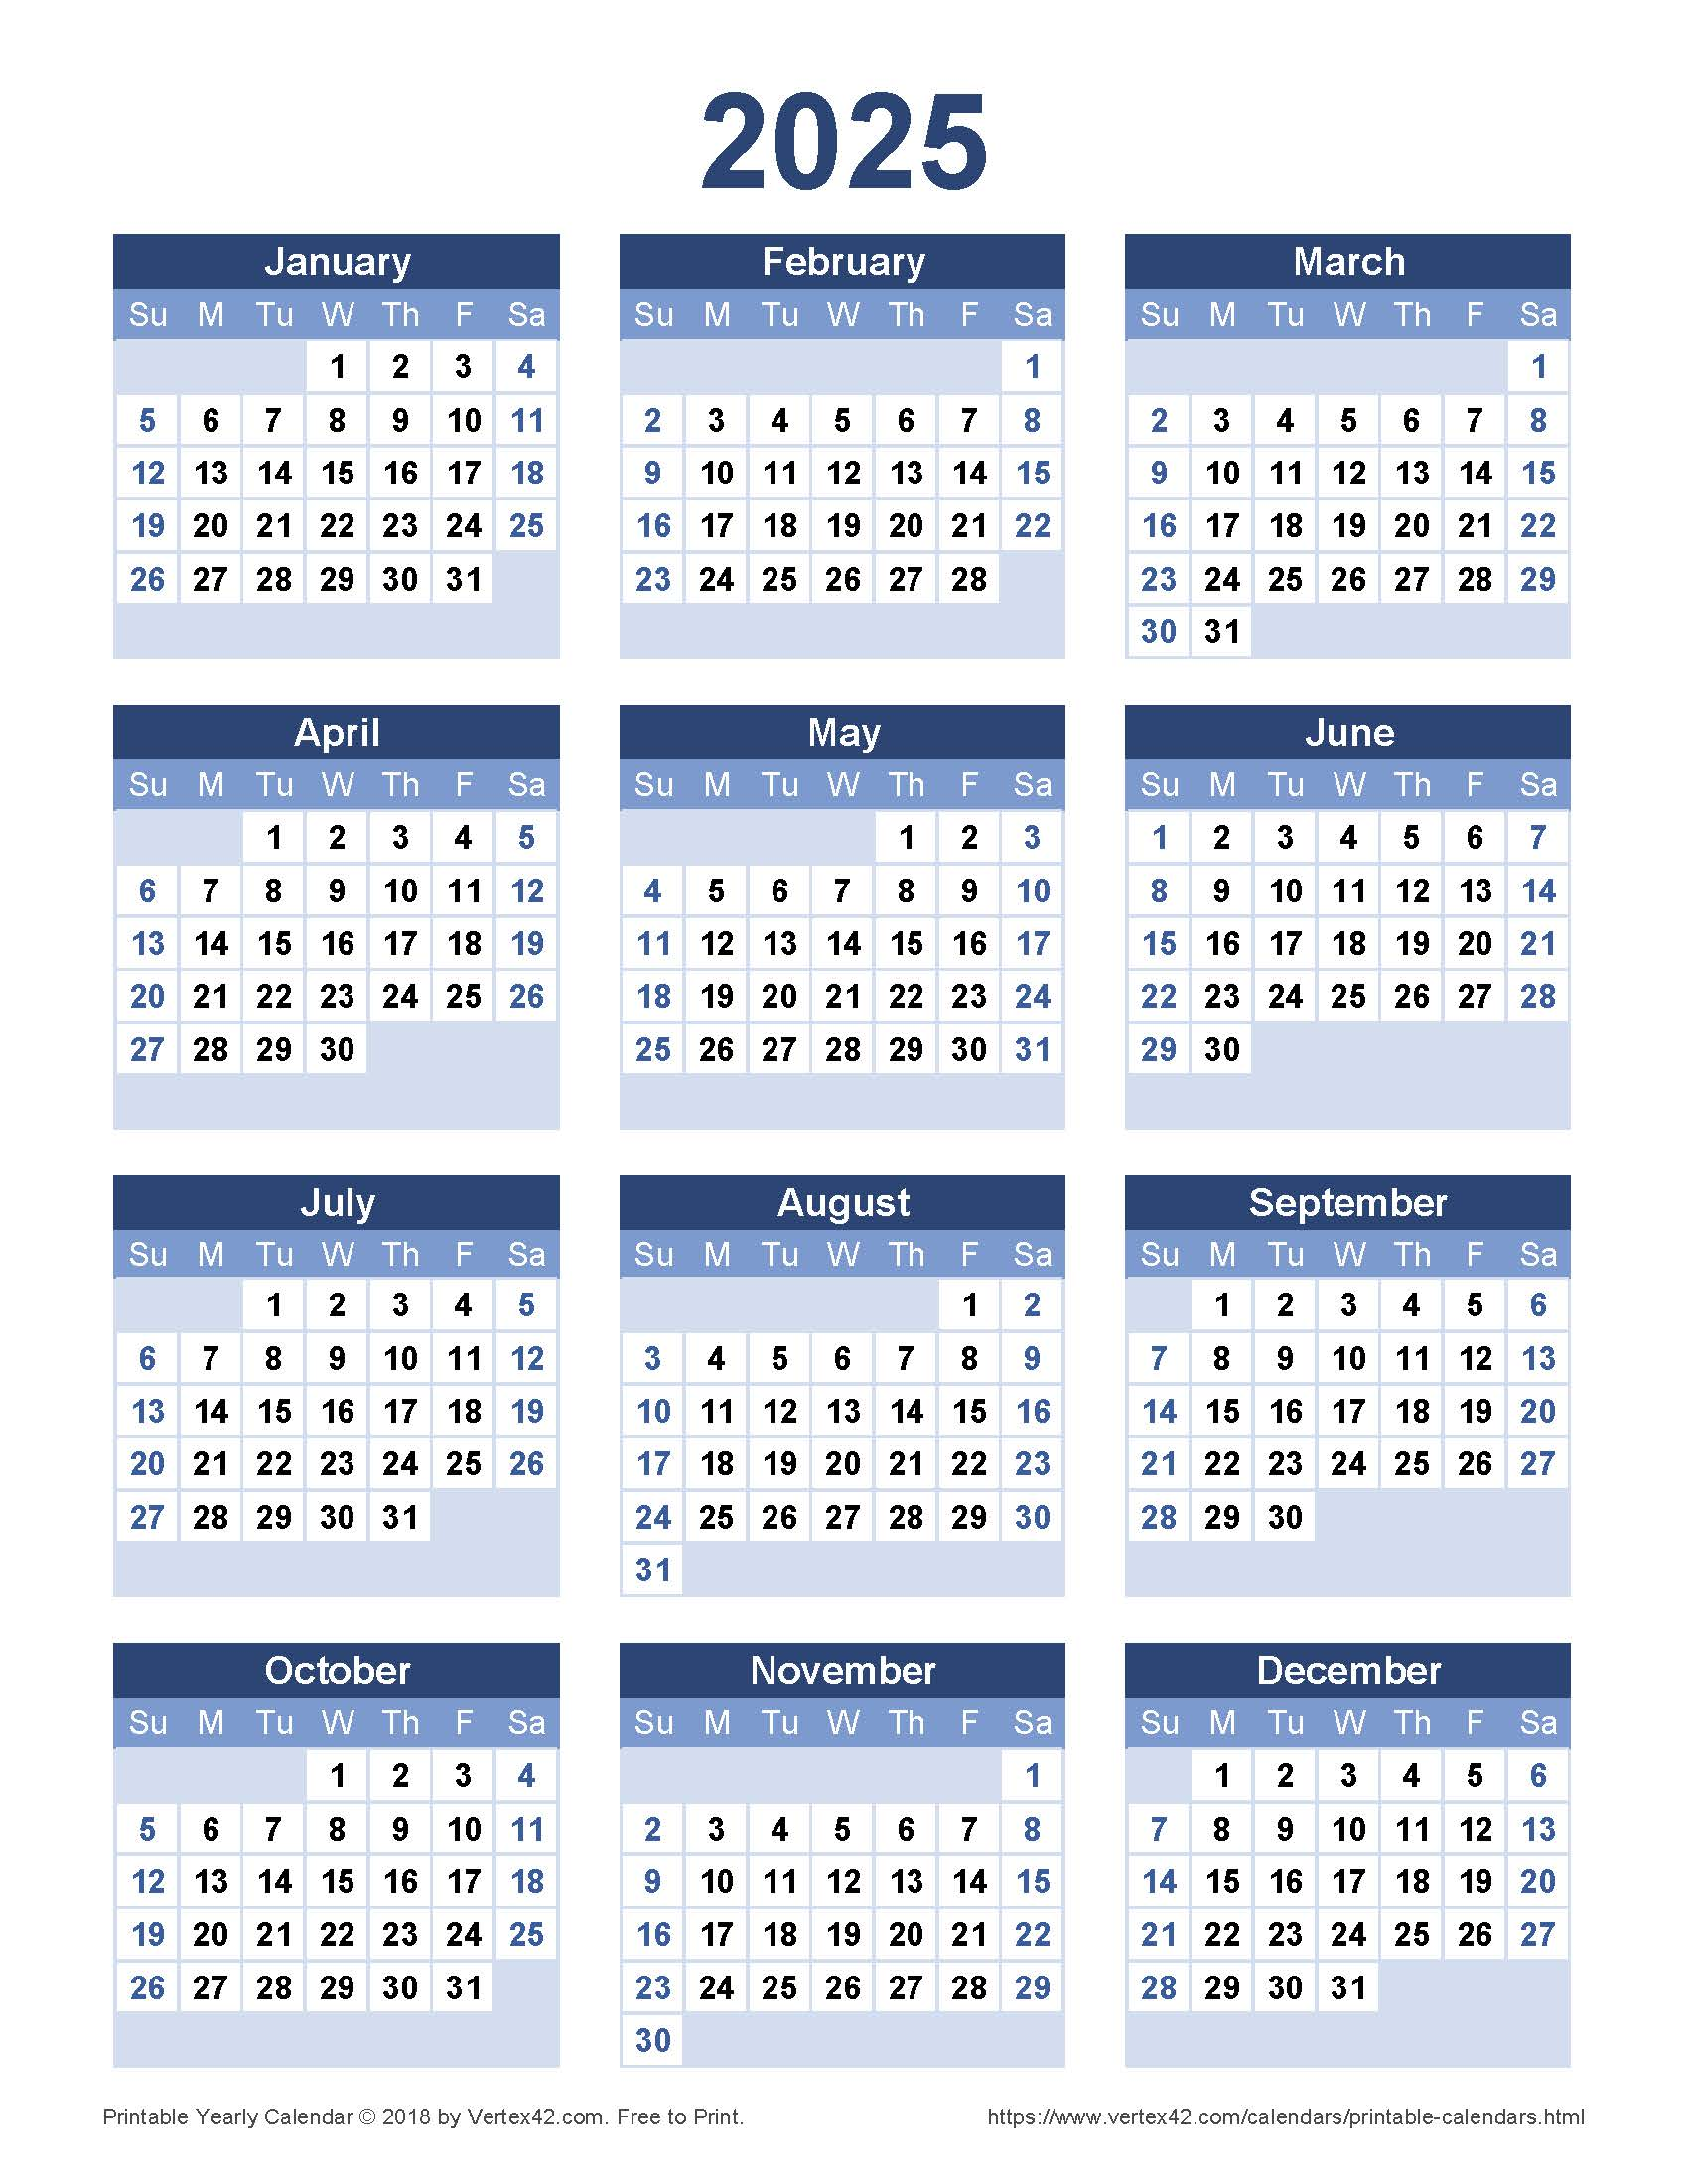 2025
January
Su M Tu W Th F Sa
1 2 3 4
5 6 7 8 9 10 11
12 13 14 15 16 17 18
19 20 21 22 23 24 25
26 27 28 29 30 31
February
Su M Tu W Th F Sa
1
2 3 4 5 6 7 8
9 10 11 12 13 14 15
16 17 18 19 20 21 22
23 24 25 26 27 28
March
Su M Tu W Th F Sa
1
2 3 4 5 6 7 8
9 10 11 12 13 14 15
16 17 18 19 20 21 22
23 24 25 26 27 28 29
30 31
April
Su M Tu W Th F Sa
1 2 3 4 5
6 7 8 9 10 11 12
13 14 15 16 17 18 19
20 21 22 23 24 25 26
27 28 29 30
May
Su M Tu W Th F Sa
1 2 3
4 5 6 7 8 9 10
11 12 13 14 15 16 17
18 19 20 21 22 23 24
25 26 27 28 29 30 31
June
Su M Tu W Th F Sa
1 2 3 4 5 6 7
8 9 10 11 12 13 14
15 16 17 18 19 20 21
22 23 24 25 26 27 28
29 30
July
Su M Tu W Th F Sa
1 2 3 4 5
6 7 8 9 10 11 12
13 14 15 16 17 18 19
20 21 22 23 24 25 26
27 28 29 30 31
August
Su M Tu W Th F Sa
1 2
3 4 5 6 7 8 9
10 11 12 13 14 15 16
17 18 19 20 21 22 23
24 25 26 27 28 29 30
31
September
Su M Tu W Th F Sa
1 2 3 4 5 6
7 8 9 10 11 12 13
14 15 16 17 18 19 20
21 22 23 24 25 26 27
28 29 30
October
Su M Tu W Th F Sa
1 2 3 4
5 6 7 8 9 10 11
12 13 14 15 16 17 18
19 20 21 22 23 24 25
26 27 28 29 30 31
November
Su M Tu W Th F Sa
1
2 3 4 5 6 7 8
9 10 11 12 13 14 15
16 17 18 19 20 21 22
23 24 25 26 27 28 29
30
December
Su M Tu W Th F Sa
1 2 3 4 5 6
7 8 9 10 11 12 13
14 15 16 17 18 19 20
21 22 23 24 25 26 27
28 29 30 31
Printable Yearly Calendar © 2018 by Vertex42.com. Free to Print.
https://www.vertex42.com/calendars/printable-calendars.html